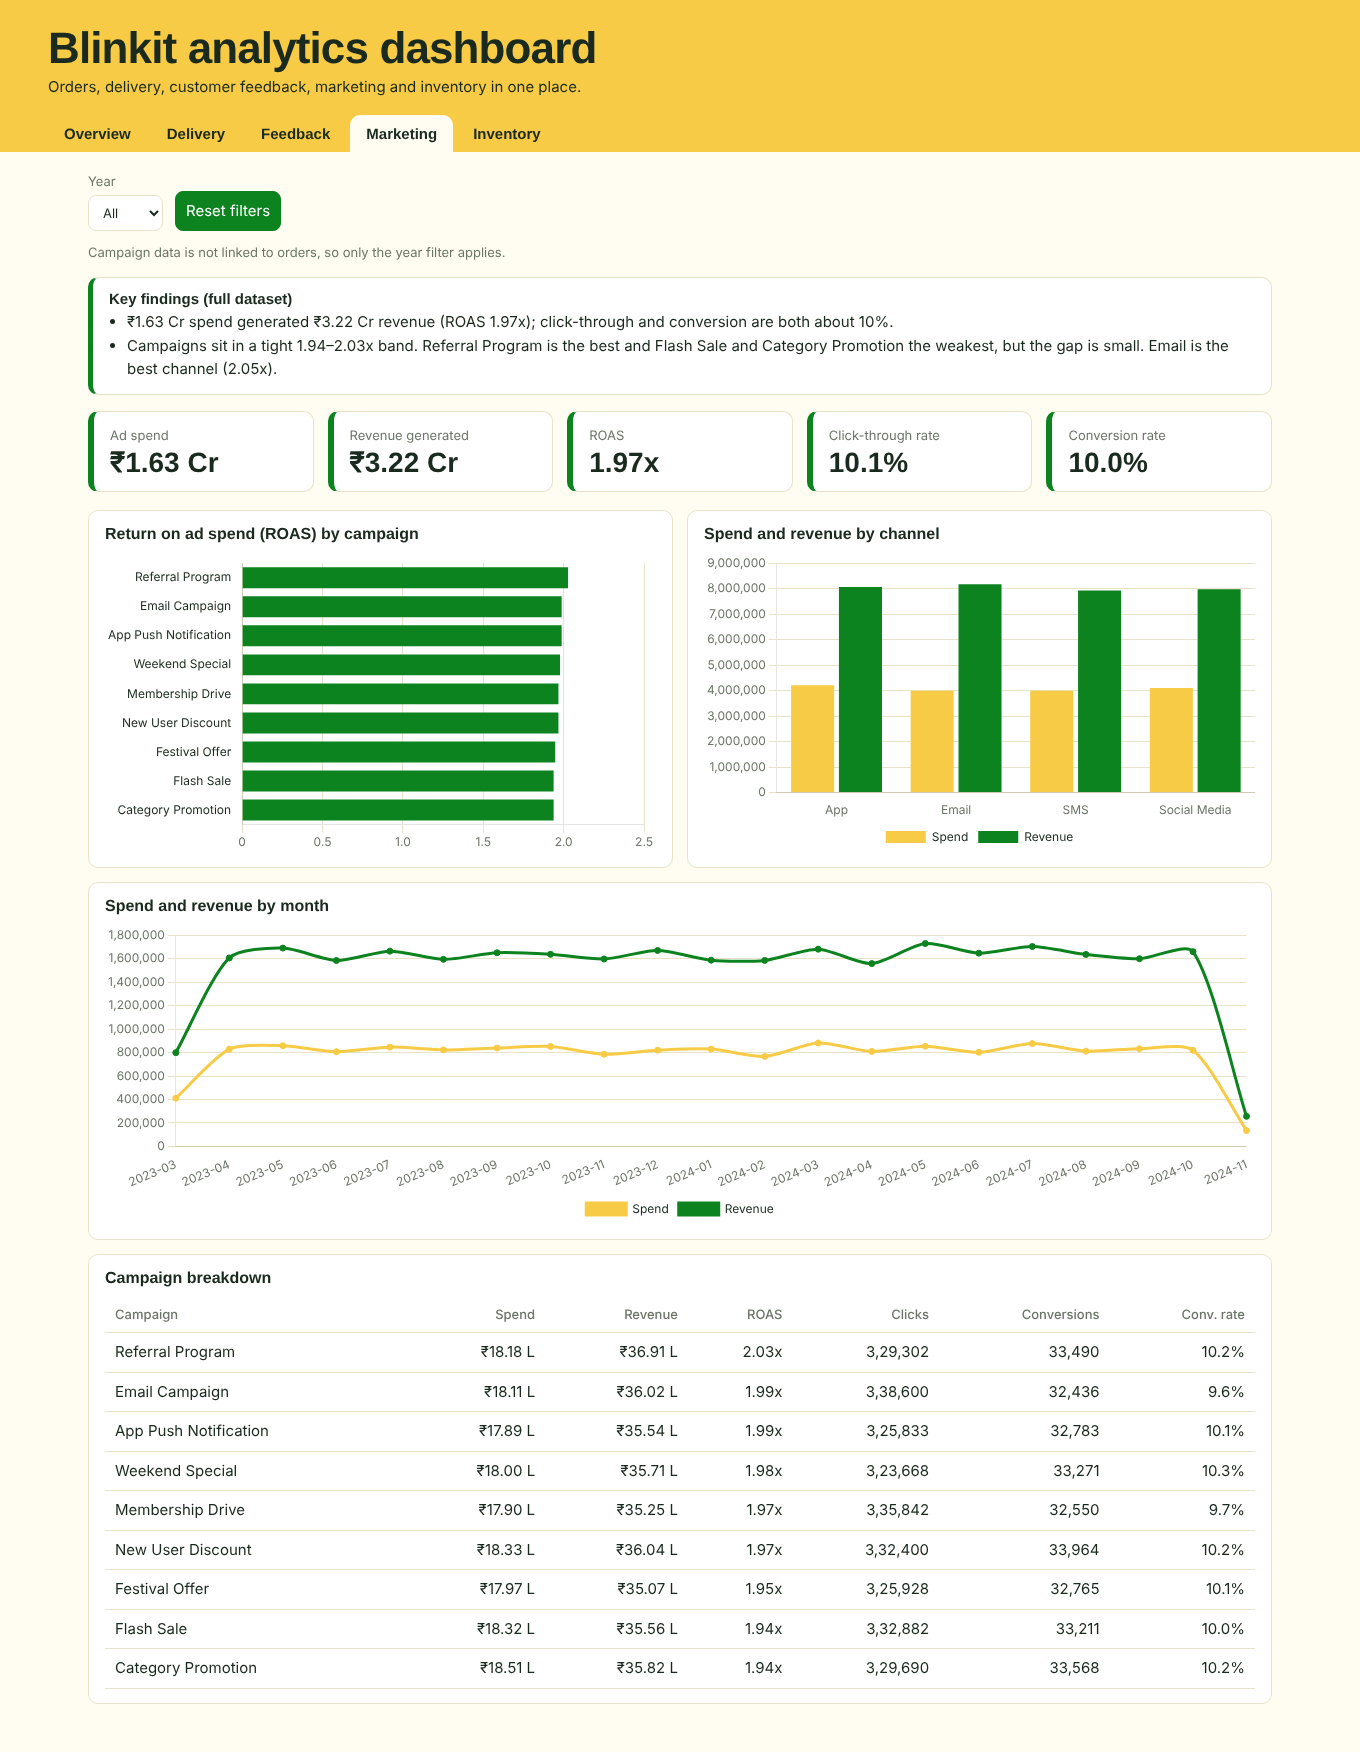 Blinkit analytics dashboard
Orders, delivery, customer feedback, marketing and inventory in one place.
Overview Delivery Feedback Marketing Inventory
Year
All Reset filters
Campaign data is not linked to orders, so only the year filter applies.
Key findings (full dataset)
• ₹1.63 Cr spend generated ₹3.22 Cr revenue (ROAS 1.97x); click-through and conversion are both about 10%.
• Campaigns sit in a tight 1.94–2.03x band. Referral Program is the best and Flash Sale and Category Promotion the weakest, but the gap is small. Email is the
best channel (2.05x).
Ad spend
₹1.63 Cr
Revenue generated
₹3.22 Cr
ROAS
1.97x
Click-through rate
10.1%
Conversion rate
10.0%
Return on ad spend (ROAS) by campaign
Referral Program
Email Campaign
App Push Notification
Weekend Special
Membership Drive
New User Discount
Festival Offer
Flash Sale
Category Promotion
0 0.5 1.0 1.5 2.0 2.5
Spend and revenue by channel
9,000,000
8,000,000
7,000,000
6,000,000
5,000,000
4,000,000
3,000,000
2,000,000
1,000,000
0
App Email SMS Social Media
Spend Revenue
Spend and revenue by month
1,800,000
1,600,000
1,400,000
1,200,000
1,000,000
800,000
600,000
400,000
200,000
0
2023-03 2023-04 2023-05 2023-06 2023-07 2023-08 2023-09 2023-10 2023-11 2023-12 2024-01 2024-02 2024-03 2024-04 2024-05 2024-06 2024-07 2024-08 2024-09 2024-10 2024-11
Spend Revenue
Campaign breakdown
Campaign Spend Revenue ROAS Clicks Conversions Conv. rate
Referral Program ₹18.18 L ₹36.91 L 2.03x 3,29,302 33,490 10.2%
Email Campaign ₹18.11 L ₹36.02 L 1.99x 3,38,600 32,436 9.6%
App Push Notification ₹17.89 L ₹35.54 L 1.99x 3,25,833 32,783 10.1%
Weekend Special ₹18.00 L ₹35.71 L 1.98x 3,23,668 33,271 10.3%
Membership Drive ₹17.90 L ₹35.25 L 1.97x 3,35,842 32,550 9.7%
New User Discount ₹18.33 L ₹36.04 L 1.97x 3,32,400 33,964 10.2%
Festival Offer ₹17.97 L ₹35.07 L 1.95x 3,25,928 32,765 10.1%
Flash Sale ₹18.32 L ₹35.56 L 1.94x 3,32,882 33,211 10.0%
Category Promotion ₹18.51 L ₹35.82 L 1.94x 3,29,690 33,568 10.2%